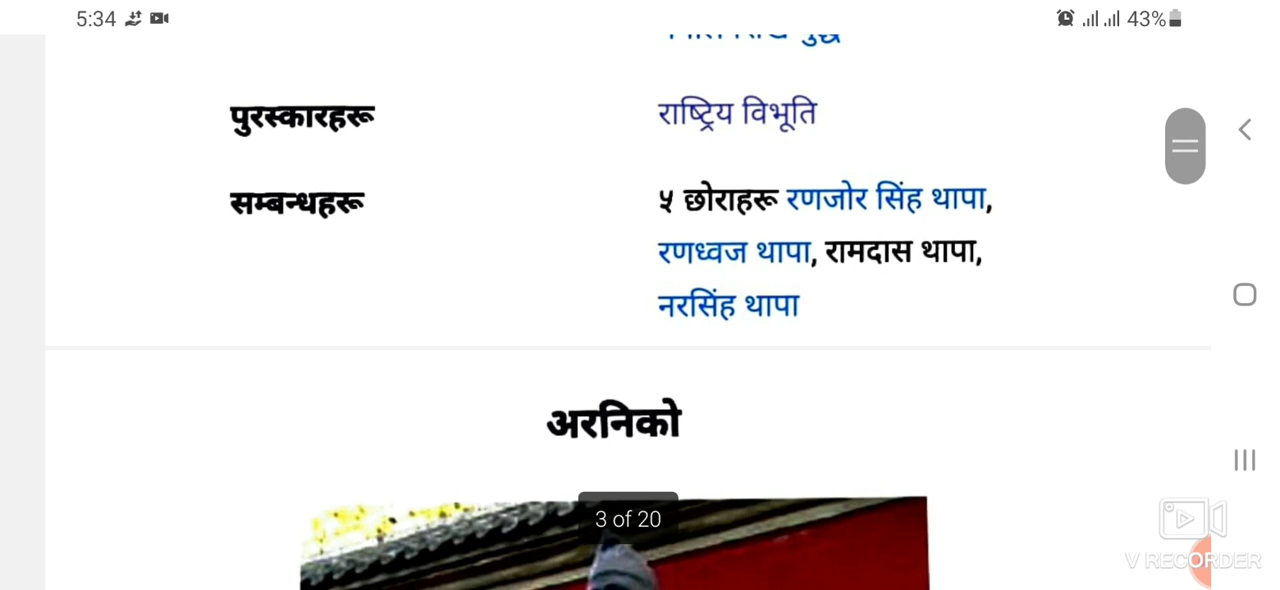 5:34
43%
पुरस्कारहरू
राष्ट्रिय विभूति
सम्बन्धहरू
५ छोराहरू रणजोर सिंह थापा,
रणध्वज थापा, रामदास थापा,
नरसिंह थापा
अरनिको
3 of 20
V RECORDER